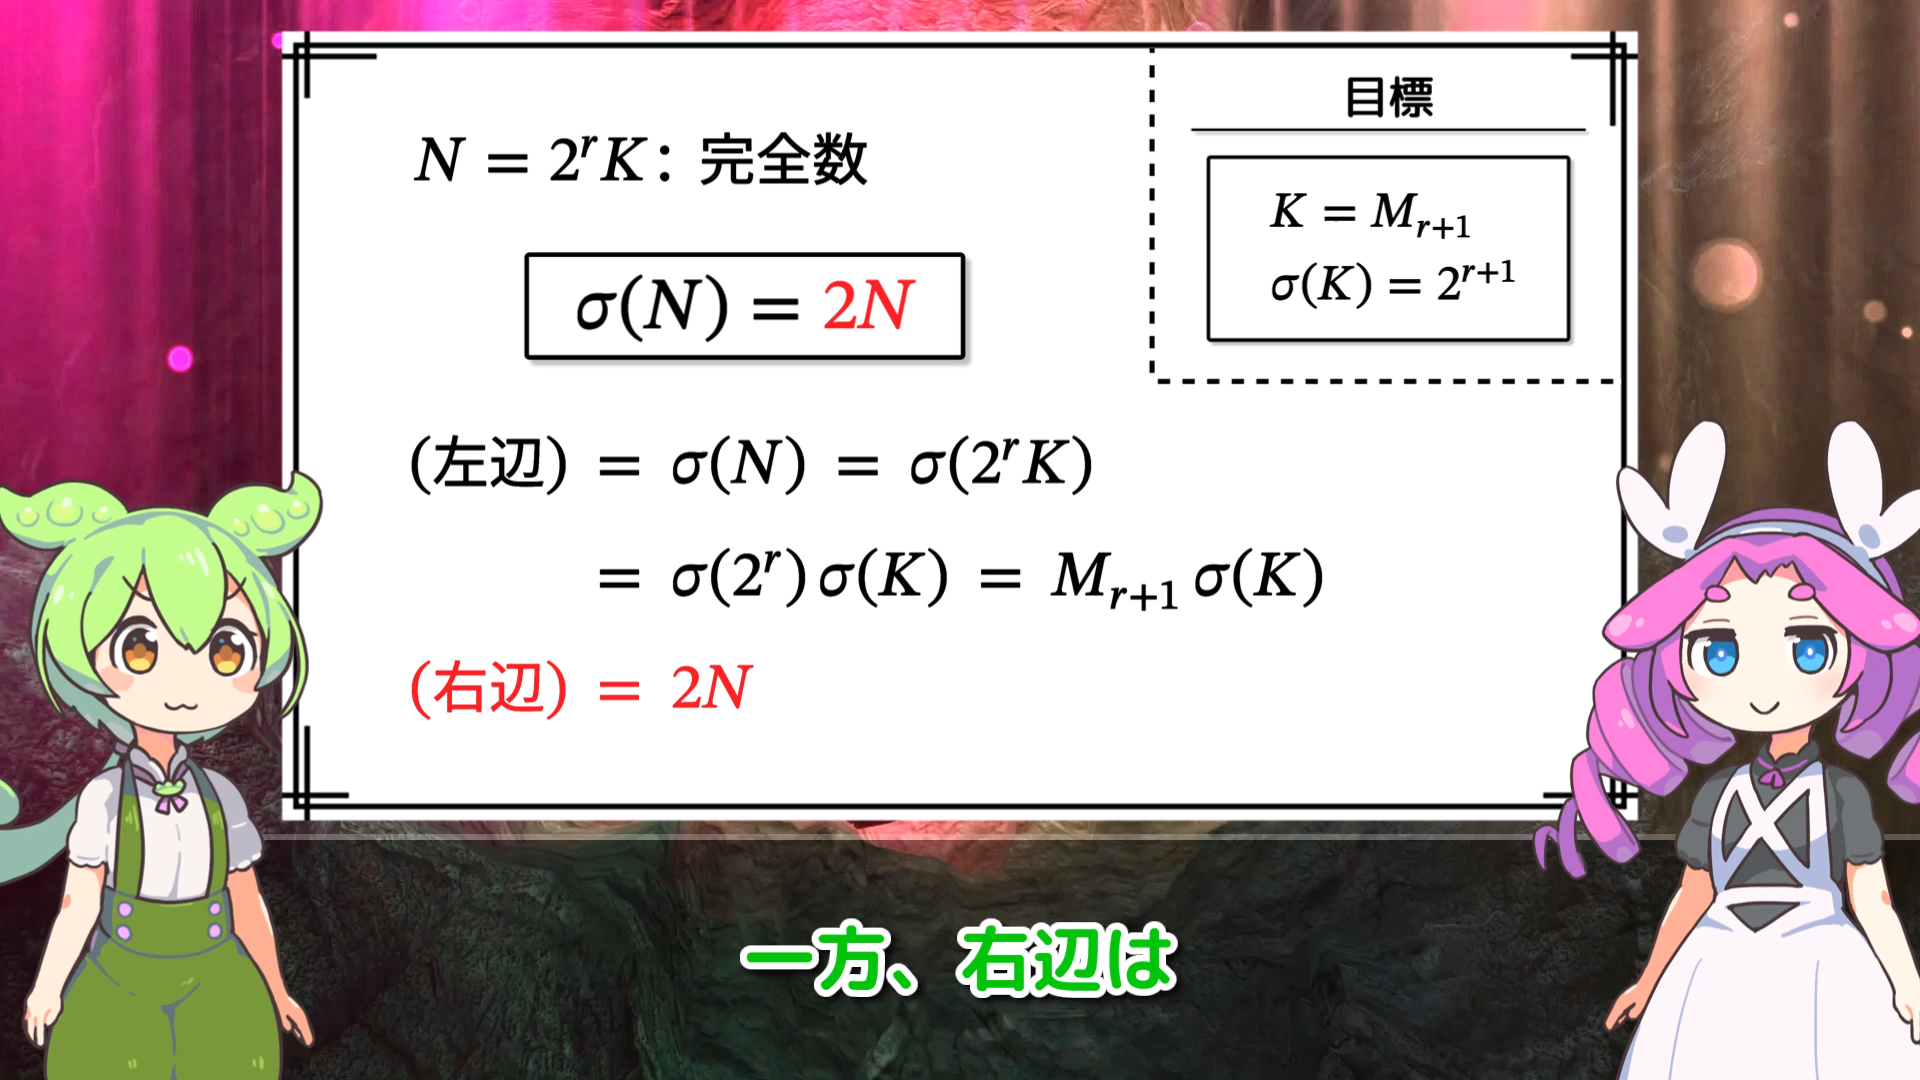 N = 2^r K : 完全数
σ(N) = 2N
(左辺) = σ(N) = σ(2^r K)
= σ(2^r) σ(K) = M_{r+1} σ(K)
(右辺) = 2N
目標
K = M_{r+1}
σ(K) = 2^{r+1}
一方、右辺は